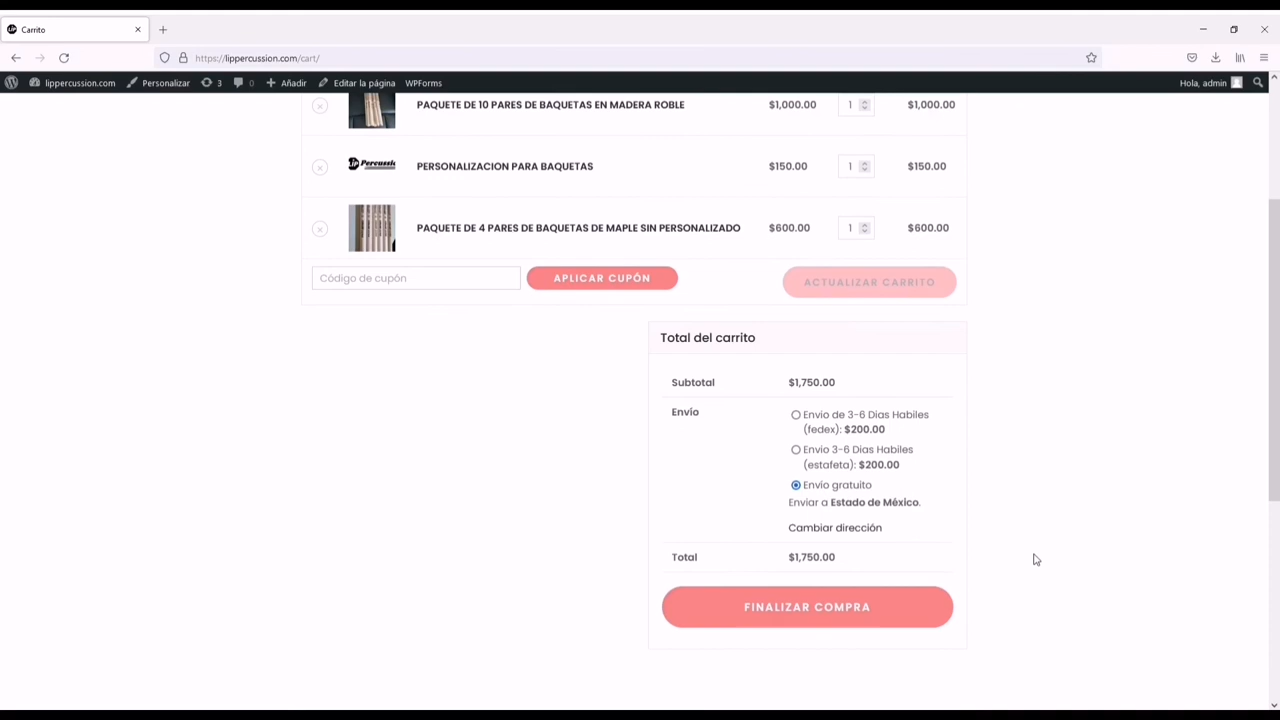 Carrito
https://lippercussion.com/cart/
lippercussion.com Personalizar 3 0 Añadir Editar la página WPForms Hola, admin
PAQUETE DE 10 PARES DE BAQUETAS EN MADERA ROBLE $1,000.00 1 $1,000.00
PERSONALIZACION PARA BAQUETAS $150.00 1 $150.00
PAQUETE DE 4 PARES DE BAQUETAS DE MAPLE SIN PERSONALIZADO $600.00 1 $600.00
Código de cupón APLICAR CUPÓN ACTUALIZAR CARRITO
Total del carrito
Subtotal $1,750.00
Envío Envio de 3-6 Dias Habiles
(fedex): $200.00
Envio 3-6 Dias Habiles
(estafeta): $200.00
Envío gratuito
Enviar a Estado de México.
Cambiar dirección
Total $1,750.00
FINALIZAR COMPRA